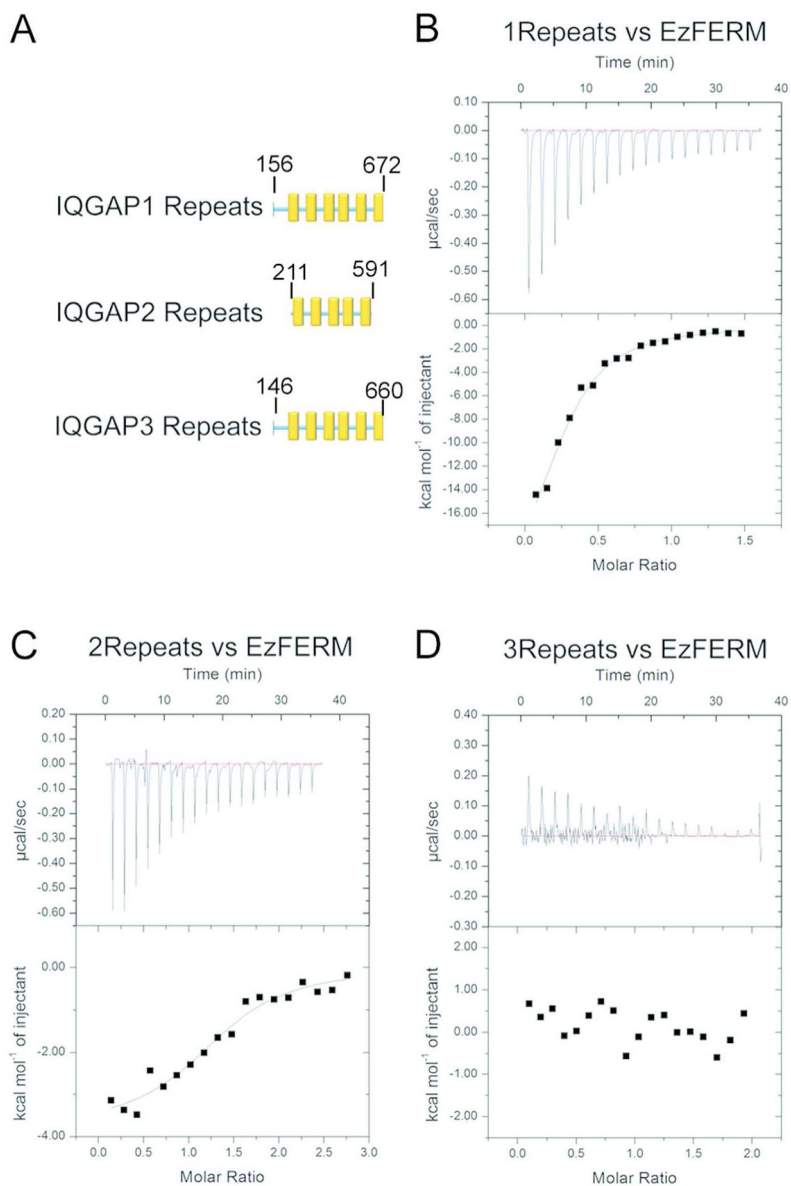 A
156 672
IQGAP1 Repeats
211 591
IQGAP2 Repeats
146 660
IQGAP3 Repeats
B
1Repeats vs EzFERM
Time (min)
0 10 20 30 40
0.10
0.00
-0.10
-0.20
-0.30
-0.40
-0.50
-0.60
µcal/sec
0.00
-2.00
-4.00
-6.00
-8.00
-10.00
-12.00
-14.00
-16.00
kcal mol⁻¹ of injectant
0.0 0.5 1.0 1.5
Molar Ratio
C
2Repeats vs EzFERM
Time (min)
0 10 20 30 40
0.20
0.10
0.00
-0.10
-0.20
-0.30
-0.40
-0.50
-0.60
µcal/sec
0.00
-2.00
-4.00
kcal mol⁻¹ of injectant
0.0 0.5 1.0 1.5 2.0 2.5 3.0
Molar Ratio
D
3Repeats vs EzFERM
Time (min)
0 10 20 30 40
0.40
0.30
0.20
0.10
0.00
-0.10
-0.20
-0.30
µcal/sec
2.00
1.00
0.00
-1.00
-2.00
kcal mol⁻¹ of injectant
0.0 0.5 1.0 1.5 2.0
Molar Ratio